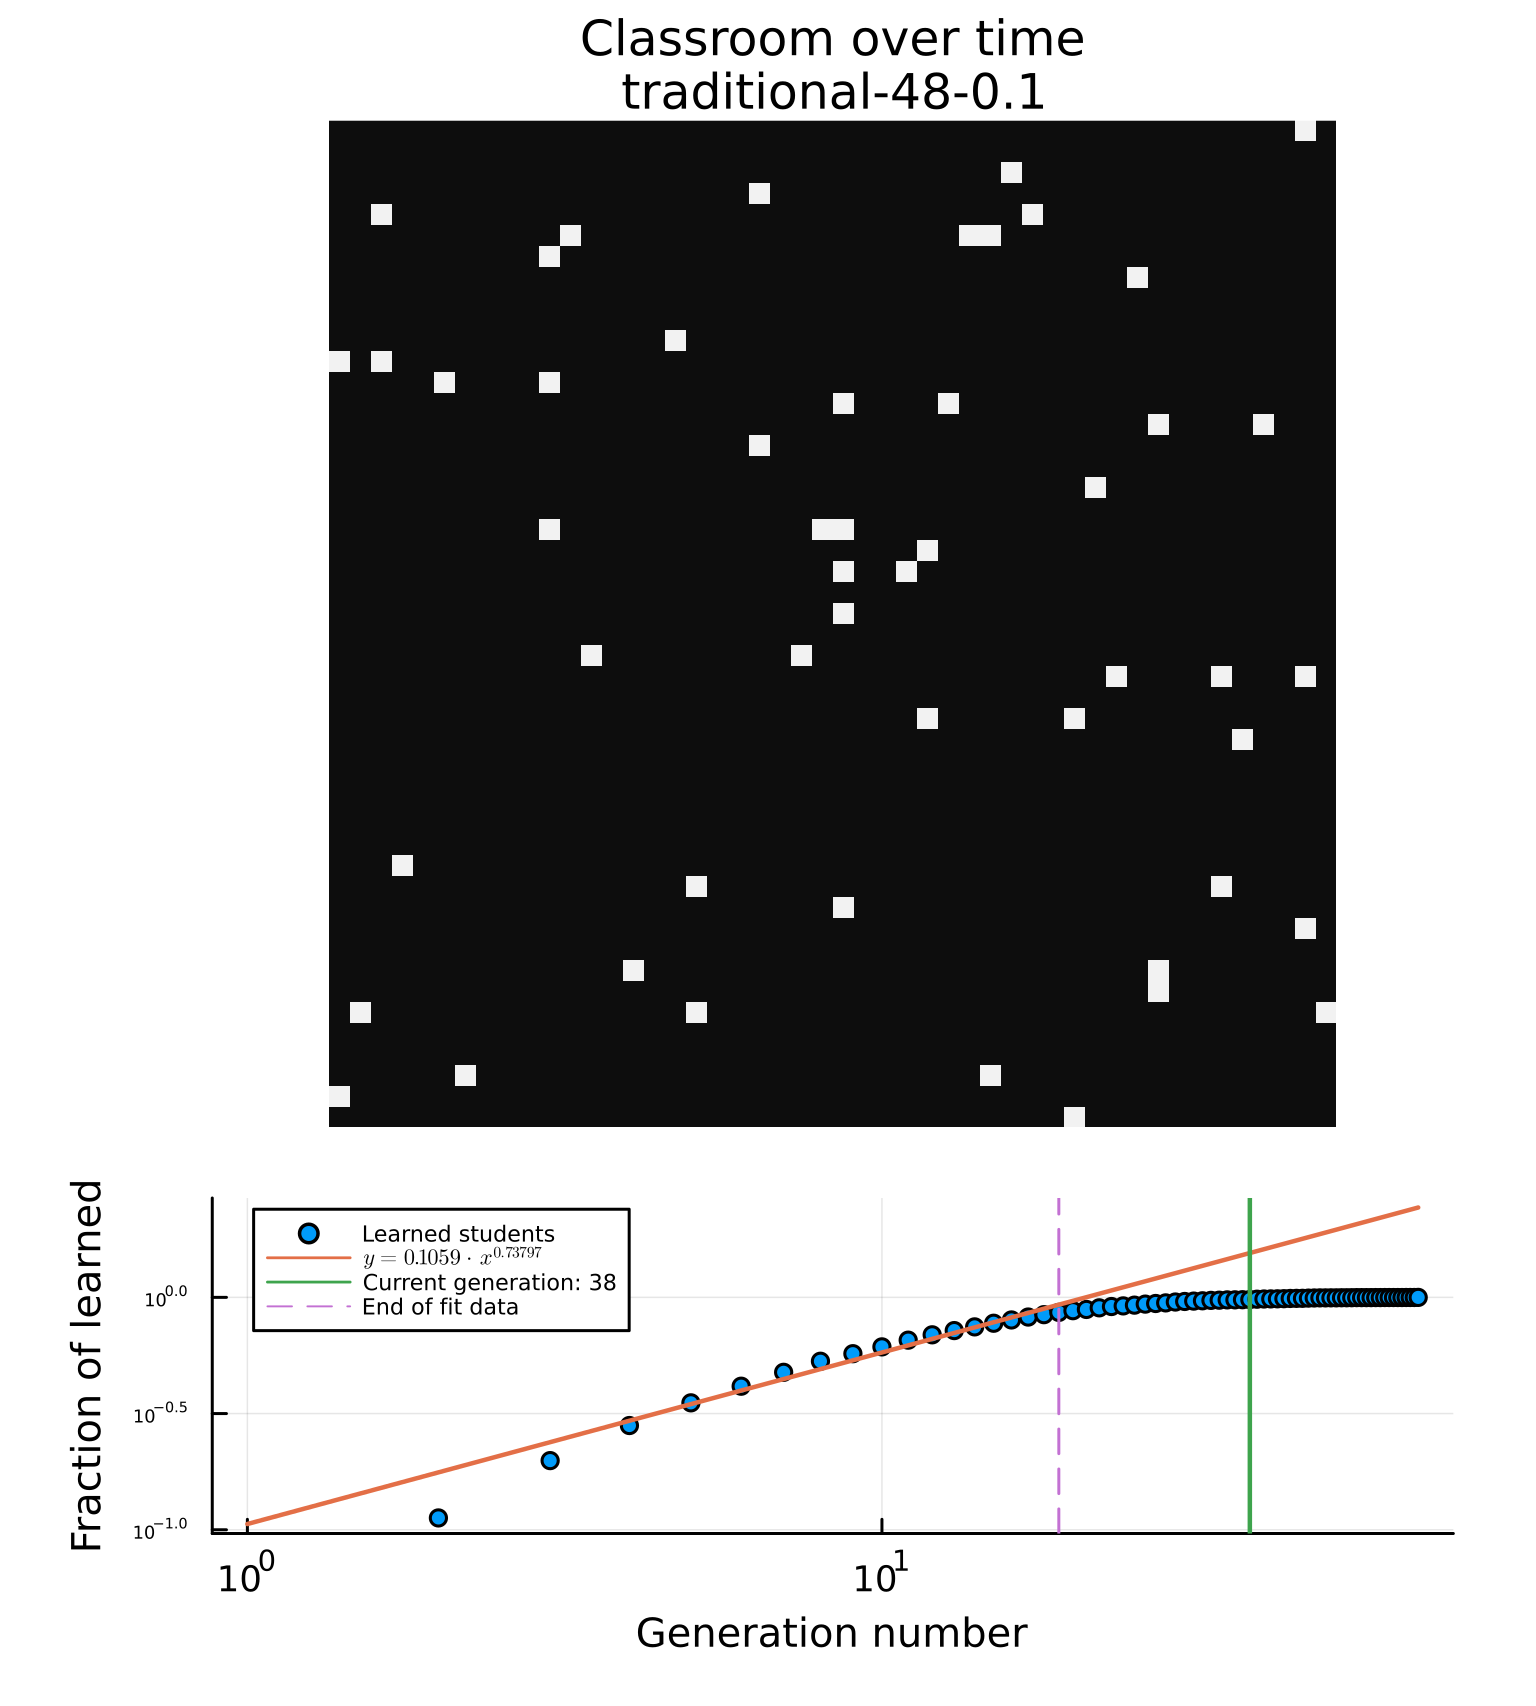 Classroom over time
traditional-48-0.1
Fraction of learned
Learned students
y = 0.1059 · x^0.73797
Current generation: 38
End of fit data
10^0.0
10^−0.5
10^−1.0
10^0 10^1
Generation number